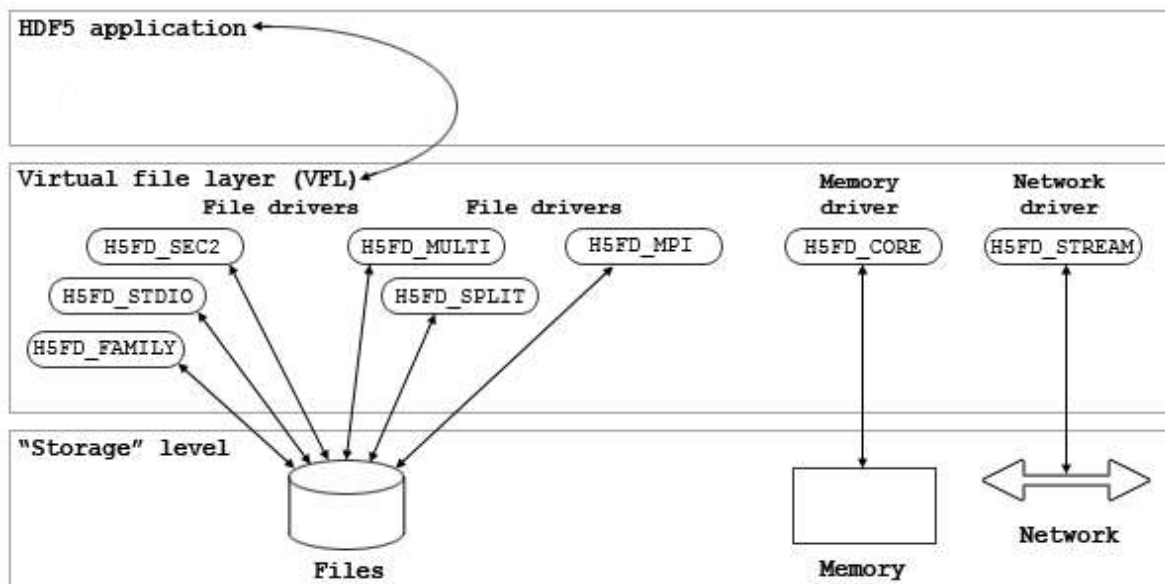 HDF5 application
Virtual file layer (VFL)
File drivers
File drivers
Memory
driver
Network
driver
H5FD_SEC2
H5FD_MULTI
H5FD_MPI
H5FD_CORE
H5FD_STREAM
H5FD_STDIO
H5FD_SPLIT
H5FD_FAMILY
“Storage” level
Files
Memory
Network